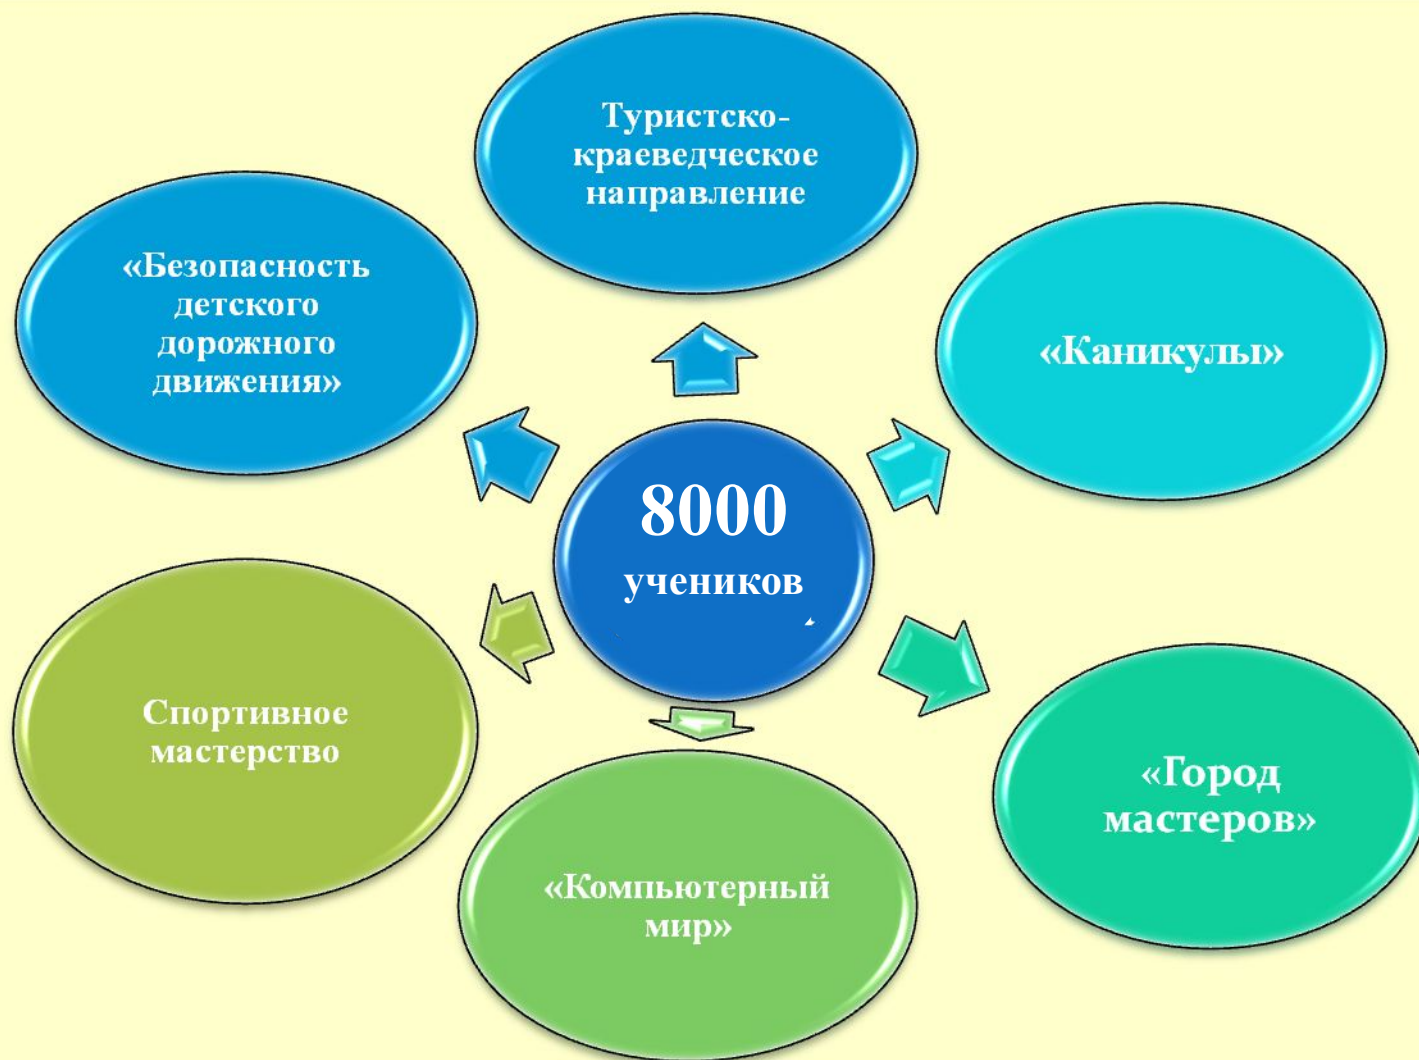 Туристско-
краеведческое
направление
«Безопасность
детского
дорожного
движения»
«Каникулы»
8000
учеников
Спортивное
мастерство
«Город
мастеров»
«Компьютерный
мир»